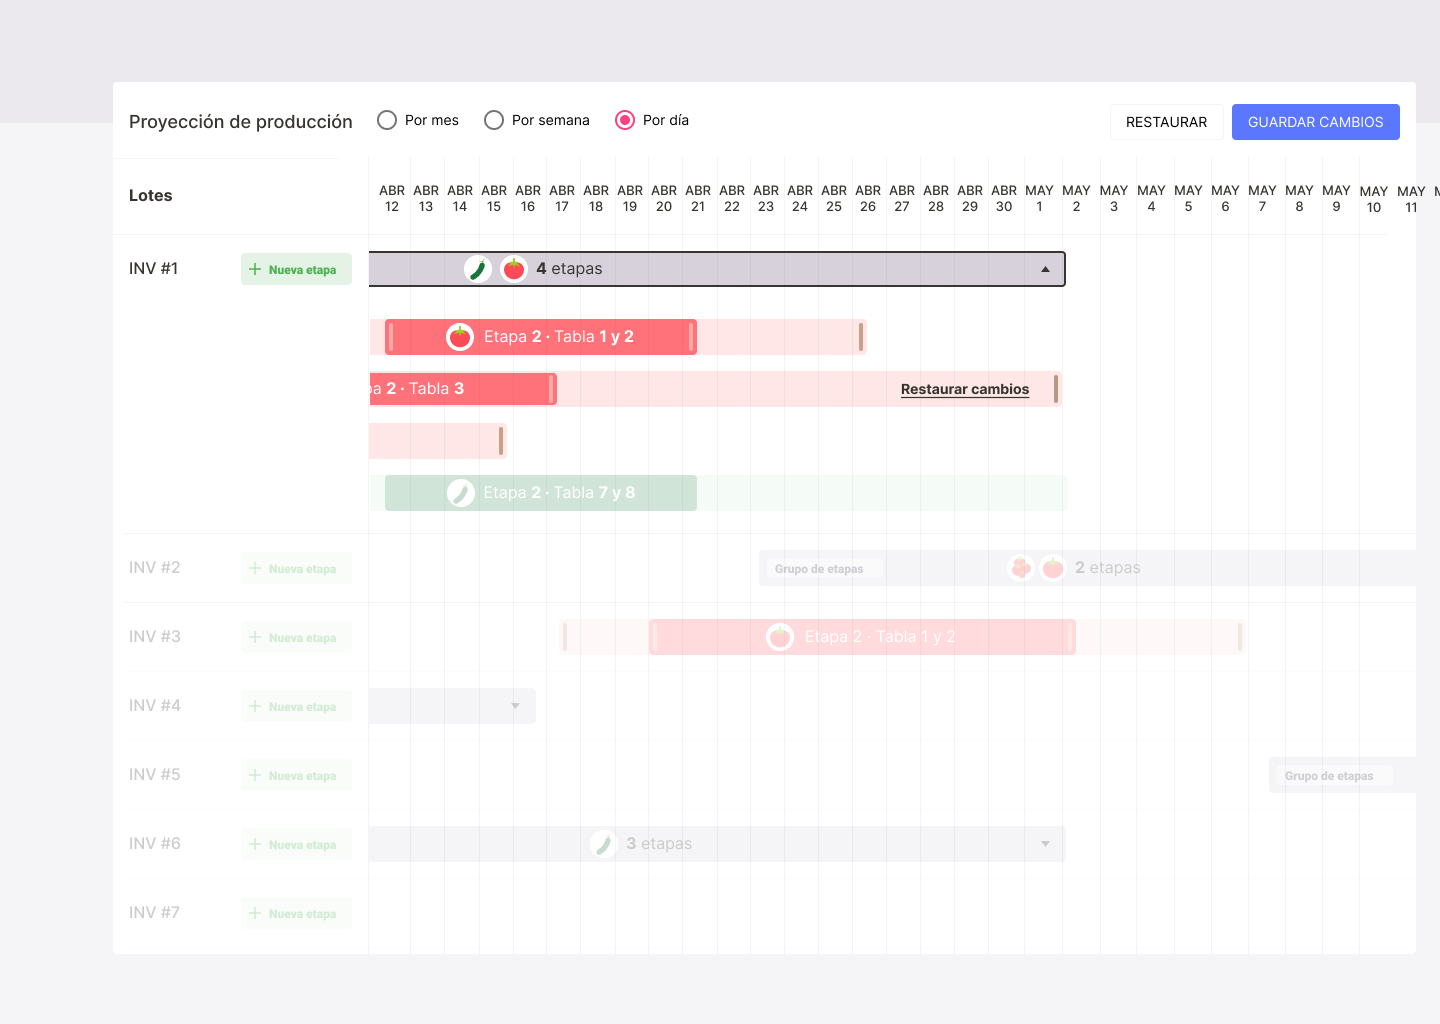 Proyección de producción
Por mes
Por semana
Por día
RESTAURAR
GUARDAR CAMBIOS
Lotes
ABR 12
ABR 13
ABR 14
ABR 15
ABR 16
ABR 17
ABR 18
ABR 19
ABR 20
ABR 21
ABR 22
ABR 23
ABR 24
ABR 25
ABR 26
ABR 27
ABR 28
ABR 29
ABR 30
MAY 1
MAY 2
MAY 3
MAY 4
MAY 5
MAY 6
MAY 7
MAY 8
MAY 9
MAY 10
MAY 11
INV #1
+ Nueva etapa
4 etapas
Etapa 2 · Tabla 1 y 2
pa 2 · Tabla 3
Restaurar cambios
Etapa 2 · Tabla 7 y 8
INV #2
+ Nueva etapa
Grupo de etapas
2 etapas
INV #3
+ Nueva etapa
Etapa 2 · Tabla 1 y 2
INV #4
+ Nueva etapa
INV #5
+ Nueva etapa
Grupo de etapas
INV #6
+ Nueva etapa
3 etapas
INV #7
+ Nueva etapa